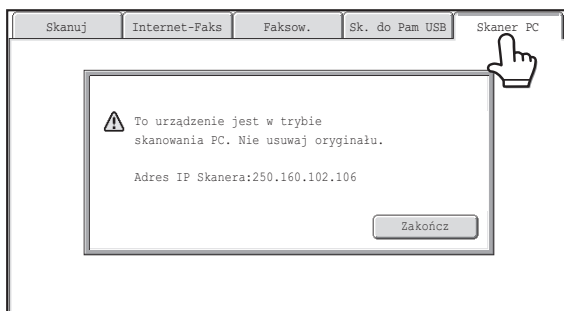 Skanuj Internet-Faks Faksow. Sk. do Pam USB Skaner PC
To urządzenie jest w trybie
skanowania PC. Nie usuwaj oryginału.
Adres IP Skanera:250.160.102.106
Zakończ